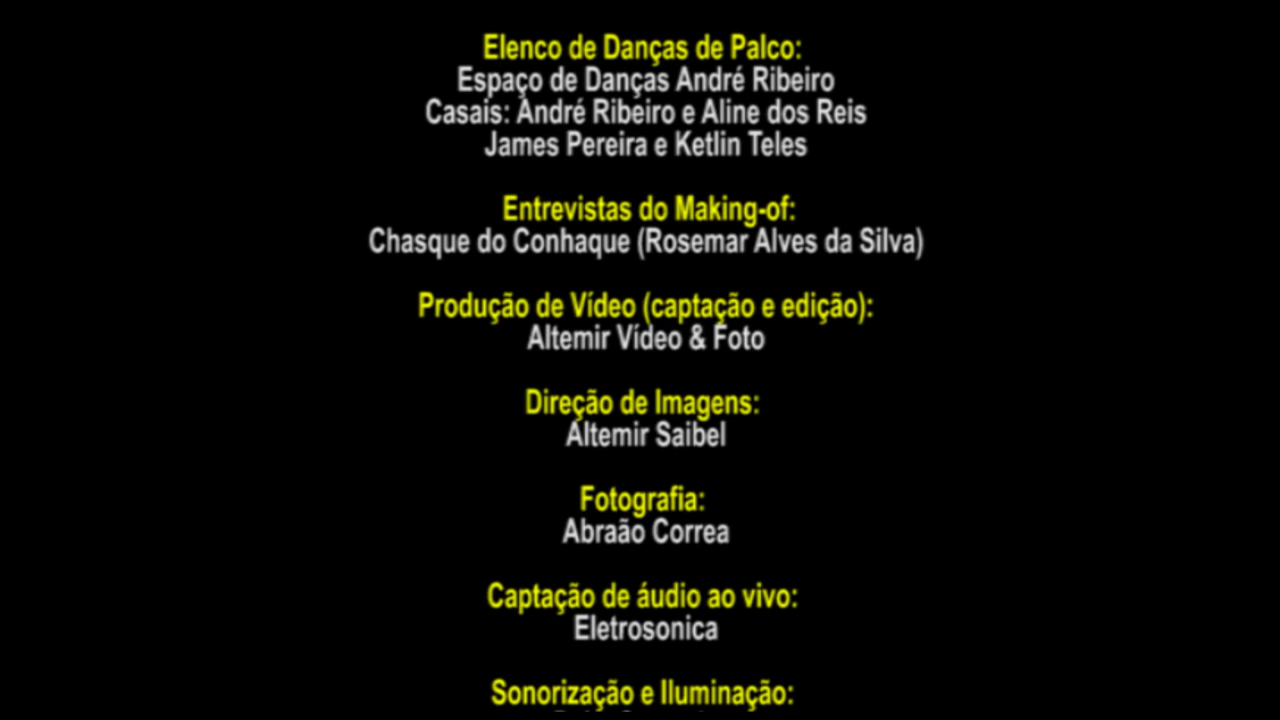 Elenco de Danças de Palco:
Espaço de Danças André Ribeiro
Casais: André Ribeiro e Aline dos Reis
James Pereira e Ketlin Teles
Entrevistas do Making-of:
Chasque do Conhaque (Rosemar Alves da Silva)
Produção de Vídeo (captação e edição):
Altemir Vídeo & Foto
Direção de Imagens:
Altemir Saibel
Fotografia:
Abraão Correa
Captação de áudio ao vivo:
Eletrosonica
Sonorização e Iluminação: